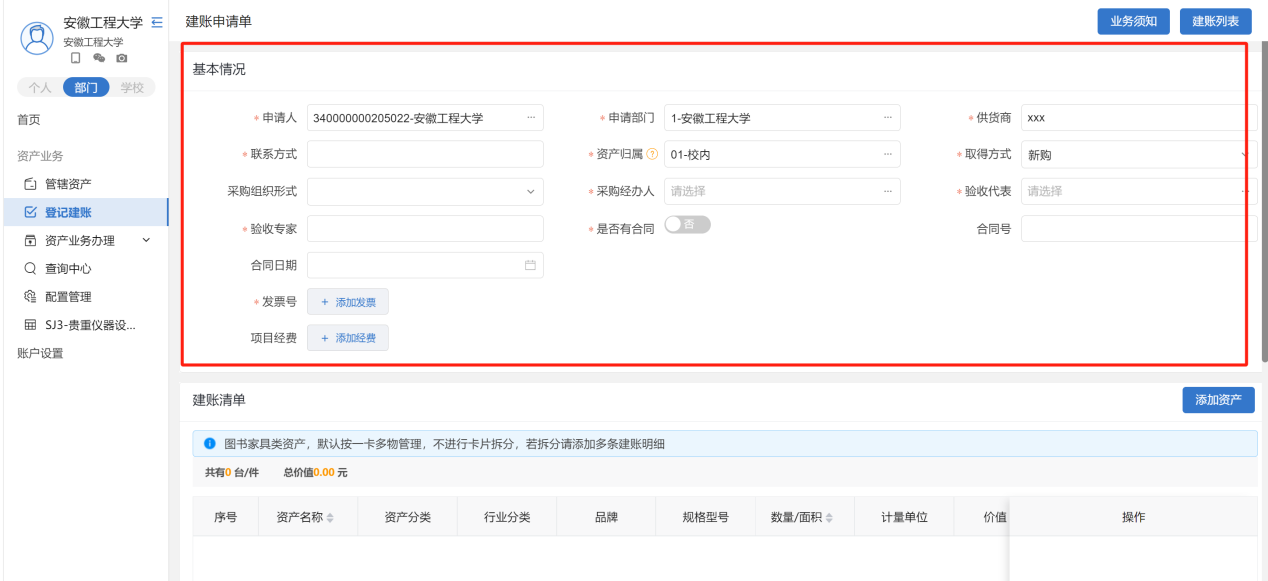 安徽工程大学
安徽工程大学
个人 部门 学校
首页
资产业务
管辖资产
登记建账
资产业务办理
查询中心
配置管理
SJ3-贵重仪器设...
账户设置
建账申请单 业务须知 建账列表
基本情况
* 申请人 340000000205022-安徽工程大学 ... * 申请部门 1-安徽工程大学 ... * 供货商 xxx
* 联系方式 * 资产归属 ? 01-校内 ... * 取得方式 新购
采购组织形式 * 采购经办人 请选择 ... * 验收代表 请选择
* 验收专家 * 是否有合同 否 合同号
合同日期
* 发票号 + 添加发票
项目经费 + 添加经费
建账清单 添加资产
图书家具类资产，默认按一卡多物管理，不进行卡片拆分，若拆分请添加多条建账明细
共有0 台/件 总价值0.00 元
序号 资产名称 资产分类 行业分类 品牌 规格型号 数量/面积 计量单位 价值 操作